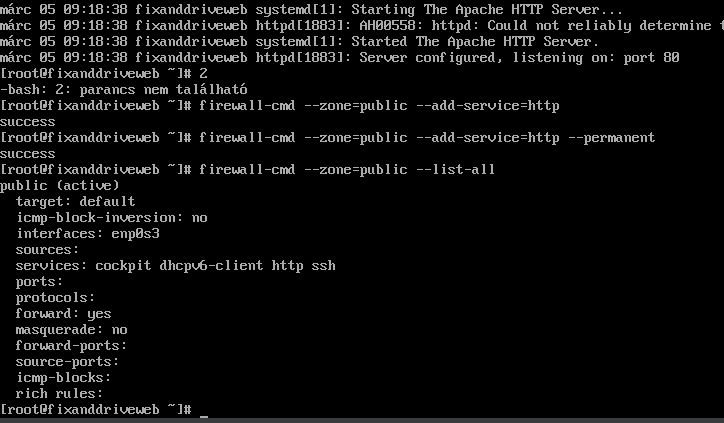 márc 05 09:18:38 fixanddriveweb systemd[1]: Starting The Apache HTTP Server...
márc 05 09:18:38 fixanddriveweb httpd[1883]: AH00558: httpd: Could not reliably determine t
márc 05 09:18:38 fixanddriveweb systemd[1]: Started The Apache HTTP Server.
márc 05 09:18:38 fixanddriveweb httpd[1883]: Server configured, listening on: port 80
[root@fixanddriveweb ~]# 2
-bash: 2: parancs nem található
[root@fixanddriveweb ~]# firewall-cmd --zone=public --add-service=http
success
[root@fixanddriveweb ~]# firewall-cmd --zone=public --add-service=http --permanent
success
[root@fixanddriveweb ~]# firewall-cmd --zone=public --list-all
public (active)
  target: default
  icmp-block-inversion: no
  interfaces: enp0s3
  sources:
  services: cockpit dhcpv6-client http ssh
  ports:
  protocols:
  forward: yes
  masquerade: no
  forward-ports:
  source-ports:
  icmp-blocks:
  rich rules:
[root@fixanddriveweb ~]# _